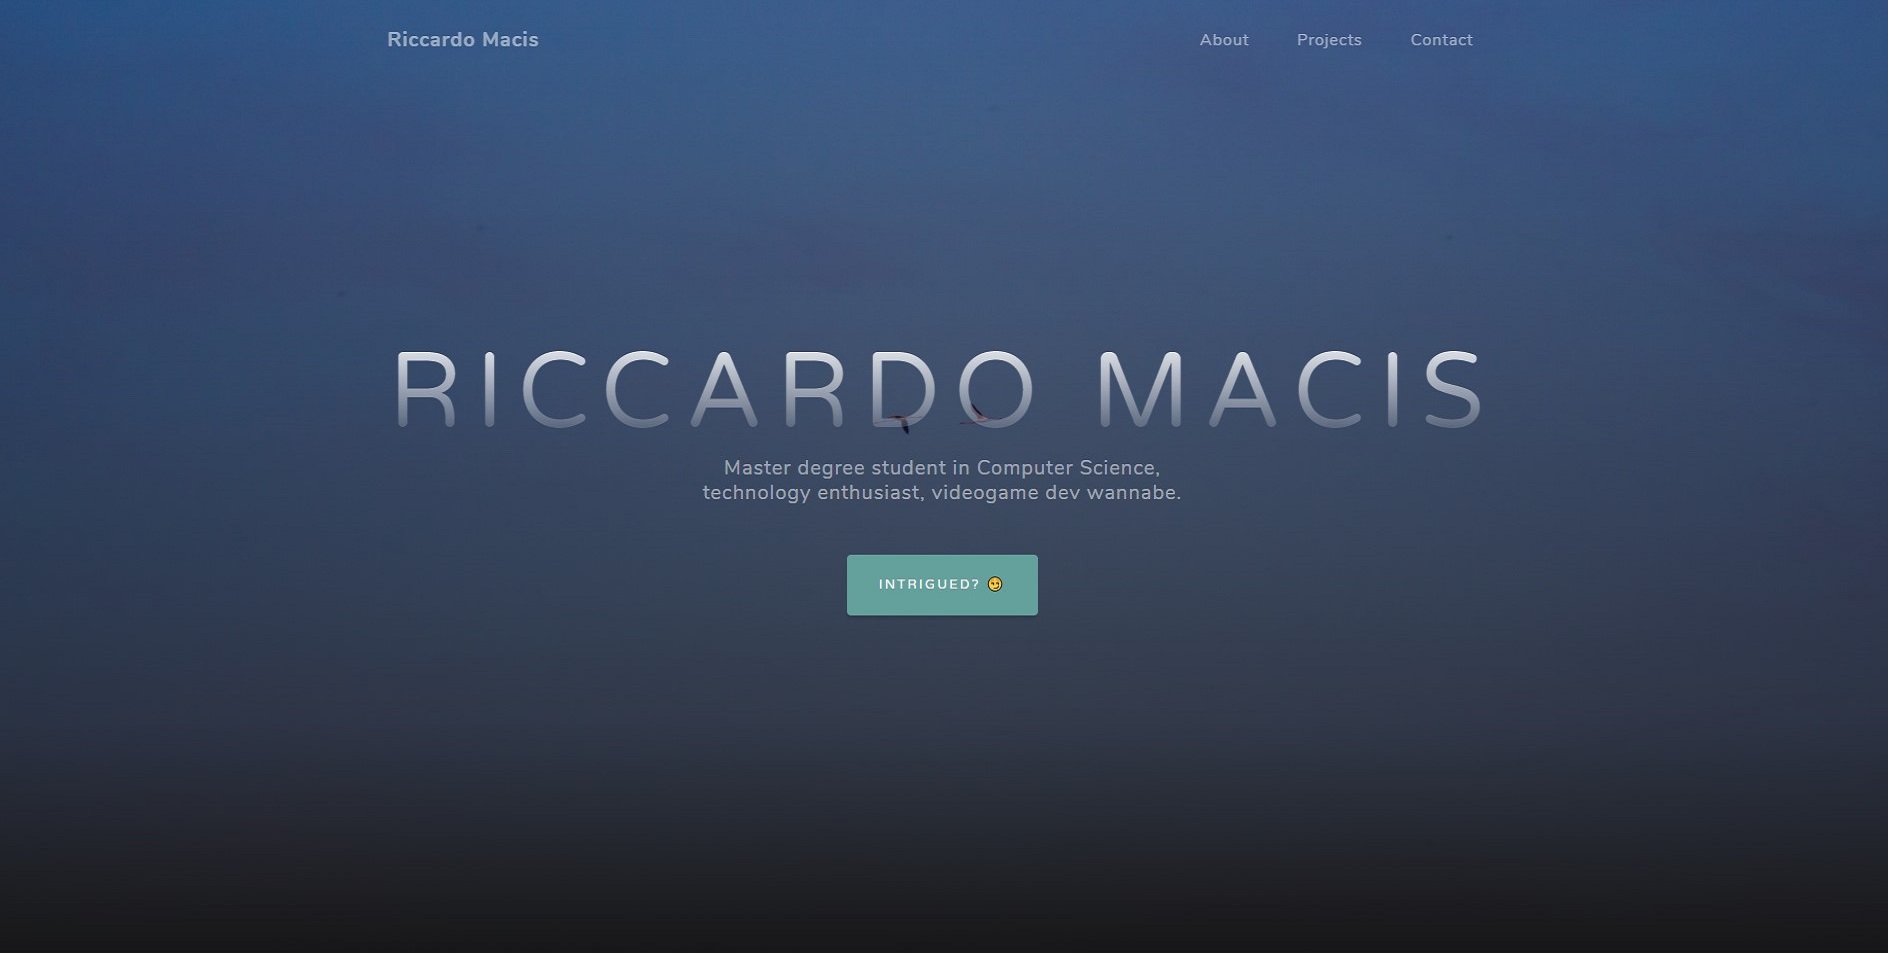 Riccardo Macis
About Projects Contact
RICCARDO MACIS
Master degree student in Computer Science,
technology enthusiast, videogame dev wannabe.
INTRIGUED? 😏